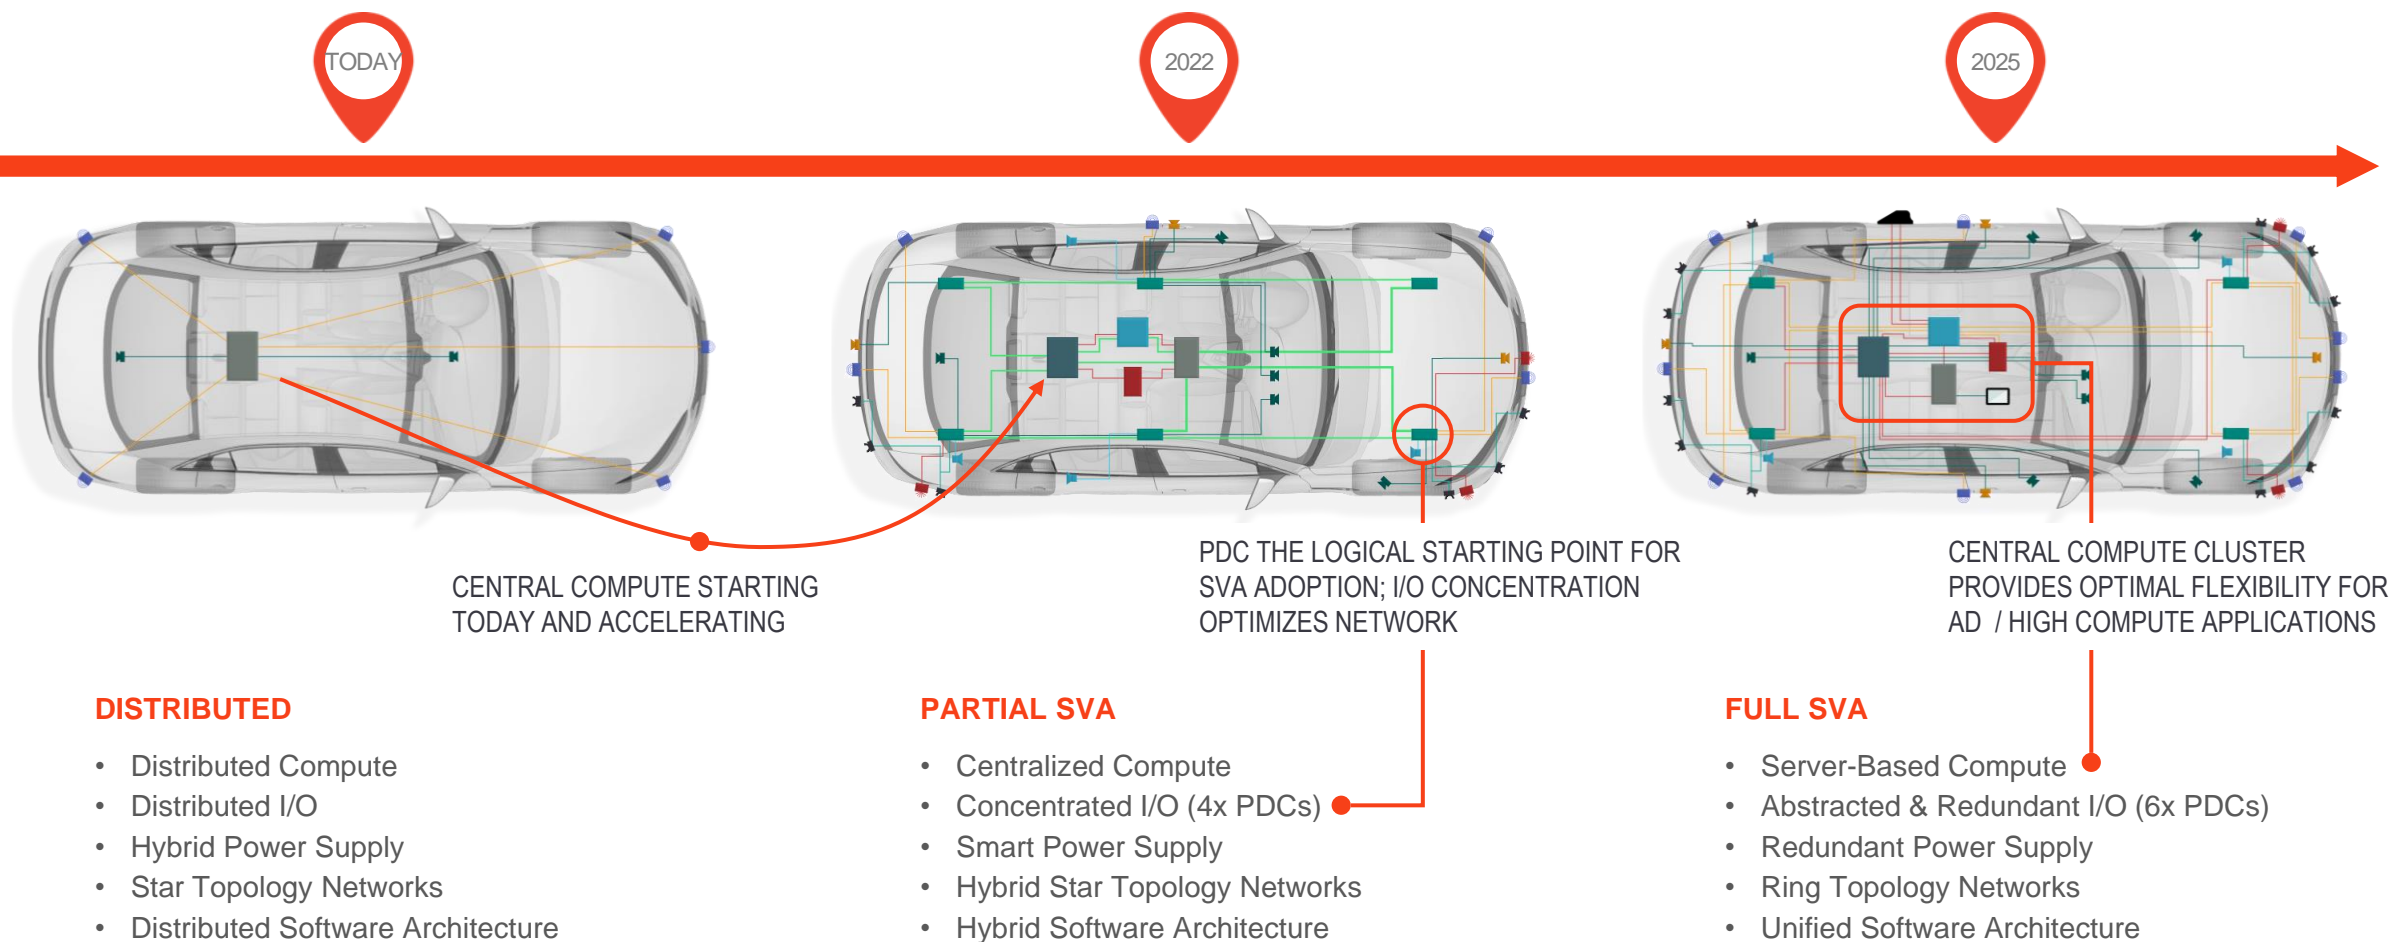 TODAY
2022
2025
CENTRAL COMPUTE STARTING
TODAY AND ACCELERATING
PDC THE LOGICAL STARTING POINT FOR
SVA ADOPTION; I/O CONCENTRATION
OPTIMIZES NETWORK
CENTRAL COMPUTE CLUSTER
PROVIDES OPTIMAL FLEXIBILITY FOR
AD / HIGH COMPUTE APPLICATIONS
DISTRIBUTED
• Distributed Compute
• Distributed I/O
• Hybrid Power Supply
• Star Topology Networks
• Distributed Software Architecture
PARTIAL SVA
• Centralized Compute
• Concentrated I/O (4x PDCs)
• Smart Power Supply
• Hybrid Star Topology Networks
• Hybrid Software Architecture
FULL SVA
• Server-Based Compute
• Abstracted & Redundant I/O (6x PDCs)
• Redundant Power Supply
• Ring Topology Networks
• Unified Software Architecture